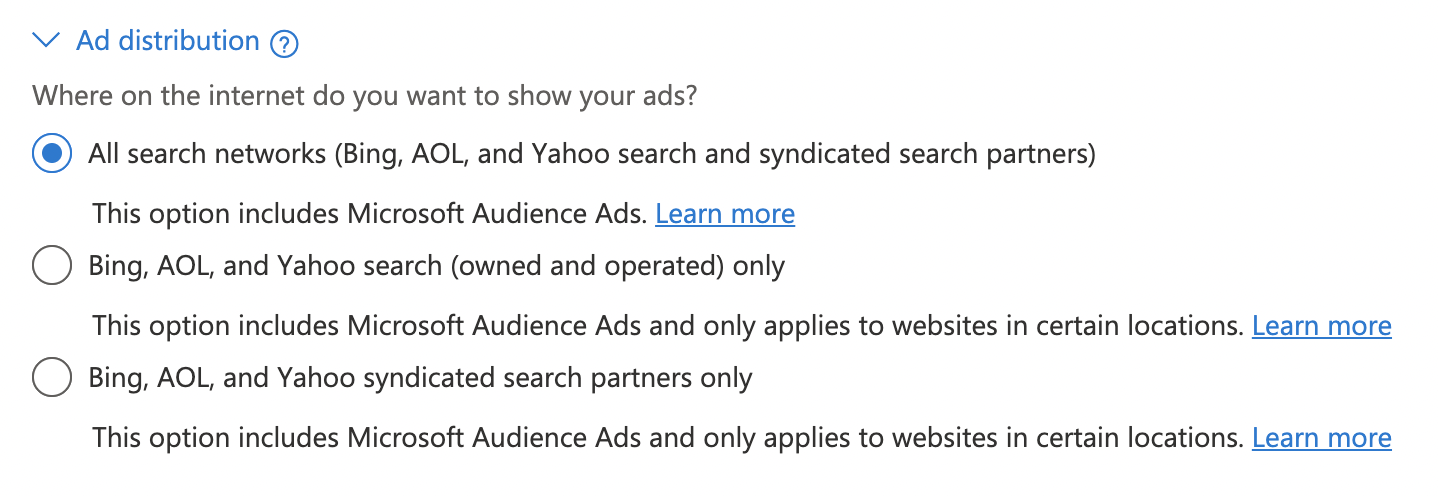 Ad distribution ?
Where on the internet do you want to show your ads?
All search networks (Bing, AOL, and Yahoo search and syndicated search partners)
This option includes Microsoft Audience Ads. Learn more
Bing, AOL, and Yahoo search (owned and operated) only
This option includes Microsoft Audience Ads and only applies to websites in certain locations. Learn more
Bing, AOL, and Yahoo syndicated search partners only
This option includes Microsoft Audience Ads and only applies to websites in certain locations. Learn more